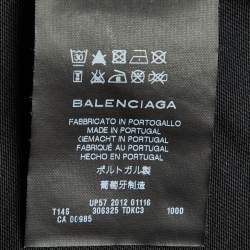 30
BALENCIAGA
FABBRICATO IN PORTOGALLO
MADE IN PORTUGAL
GEMACHT IN PORTUGAL
FABRIQUÉ AU PORTUGAL
HECHO EN PORTUGAL
ポルトガル製
葡萄牙制造
UP57 2012 01116
T14S 306325 TDKC3 1000
CA 00985